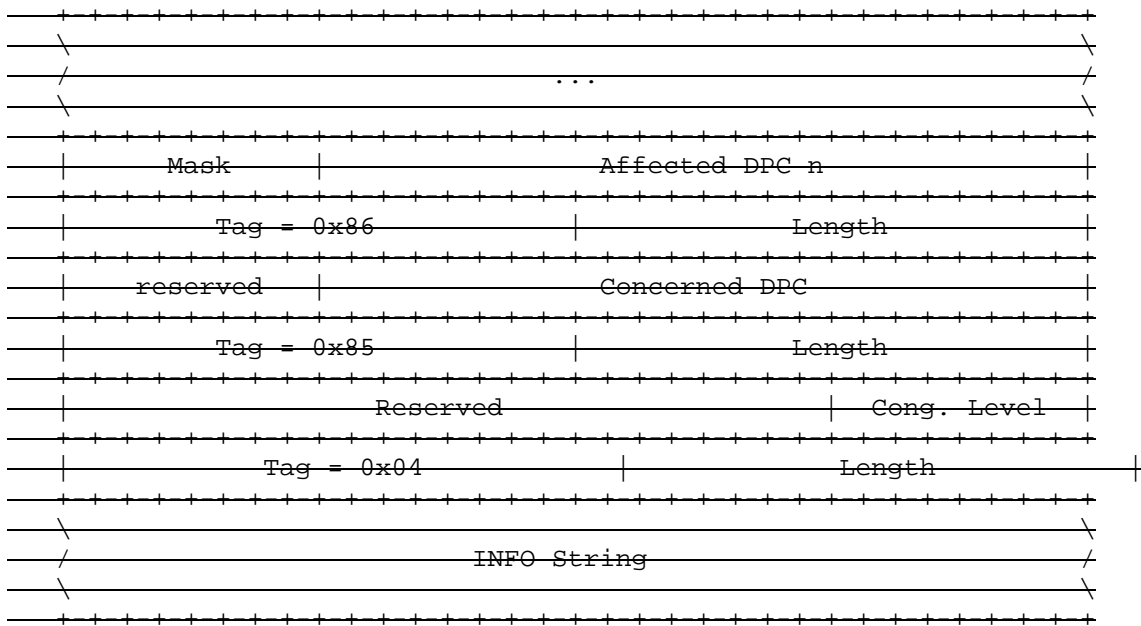 +-+-+-+-+-+-+-+-+-+-+-+-+-+-+-+-+-+-+-+-+-+-+-+-+-+-+-+-+-+-+-+-+
\                                                               \
/                              ...                              /
\                                                               \
+-+-+-+-+-+-+-+-+-+-+-+-+-+-+-+-+-+-+-+-+-+-+-+-+-+-+-+-+-+-+-+-+
|      Mask     |                 Affected DPC n                |
+-+-+-+-+-+-+-+-+-+-+-+-+-+-+-+-+-+-+-+-+-+-+-+-+-+-+-+-+-+-+-+-+
|         Tag = 0x86            |             Length            |
+-+-+-+-+-+-+-+-+-+-+-+-+-+-+-+-+-+-+-+-+-+-+-+-+-+-+-+-+-+-+-+-+
|    reserved   |                 Concerned DPC                 |
+-+-+-+-+-+-+-+-+-+-+-+-+-+-+-+-+-+-+-+-+-+-+-+-+-+-+-+-+-+-+-+-+
|         Tag = 0x85            |             Length            |
+-+-+-+-+-+-+-+-+-+-+-+-+-+-+-+-+-+-+-+-+-+-+-+-+-+-+-+-+-+-+-+-+
|                   Reserved                    |  Cong. Level  |
+-+-+-+-+-+-+-+-+-+-+-+-+-+-+-+-+-+-+-+-+-+-+-+-+-+-+-+-+-+-+-+-+
|            Tag = 0x04            |             Length            |
+-+-+-+-+-+-+-+-+-+-+-+-+-+-+-+-+-+-+-+-+-+-+-+-+-+-+-+-+-+-+-+-+
\                                                               \
/                         INFO String                           /
\                                                               \
+-+-+-+-+-+-+-+-+-+-+-+-+-+-+-+-+-+-+-+-+-+-+-+-+-+-+-+-+-+-+-+-+